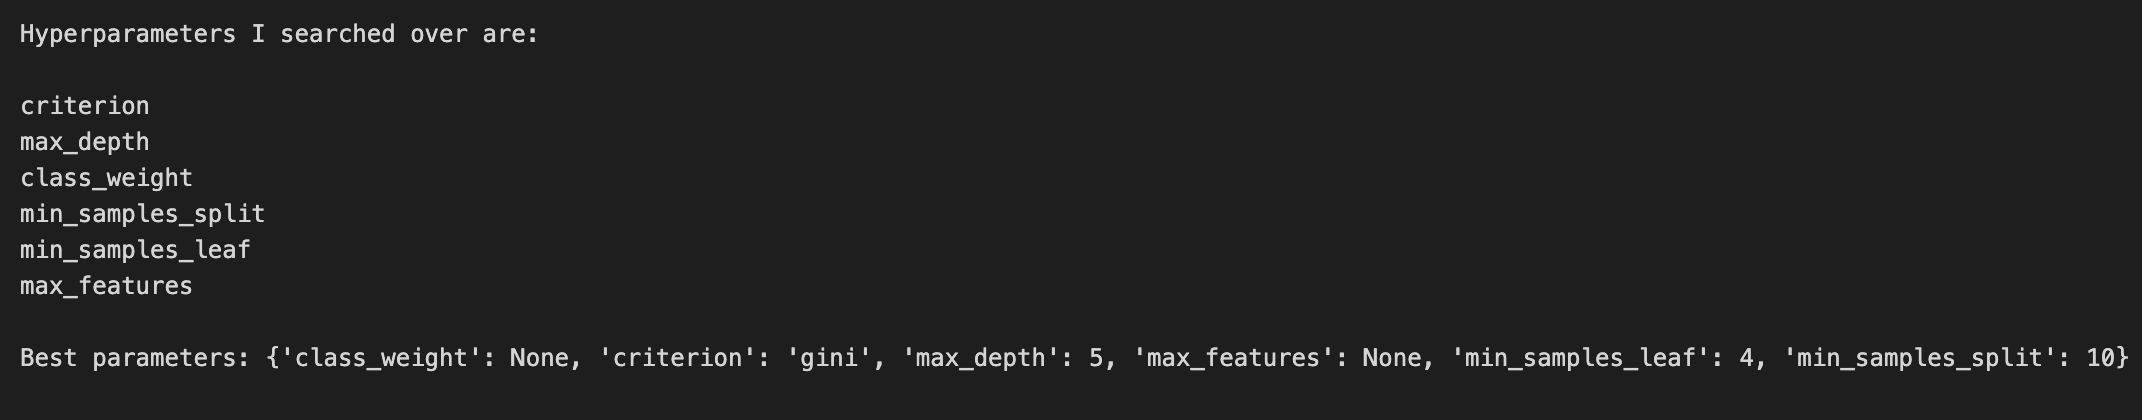 Hyperparameters I searched over are:
criterion
max_depth
class_weight
min_samples_split
min_samples_leaf
max_features
Best parameters: {'class_weight': None, 'criterion': 'gini', 'max_depth': 5, 'max_features': None, 'min_samples_leaf': 4, 'min_samples_split': 10}